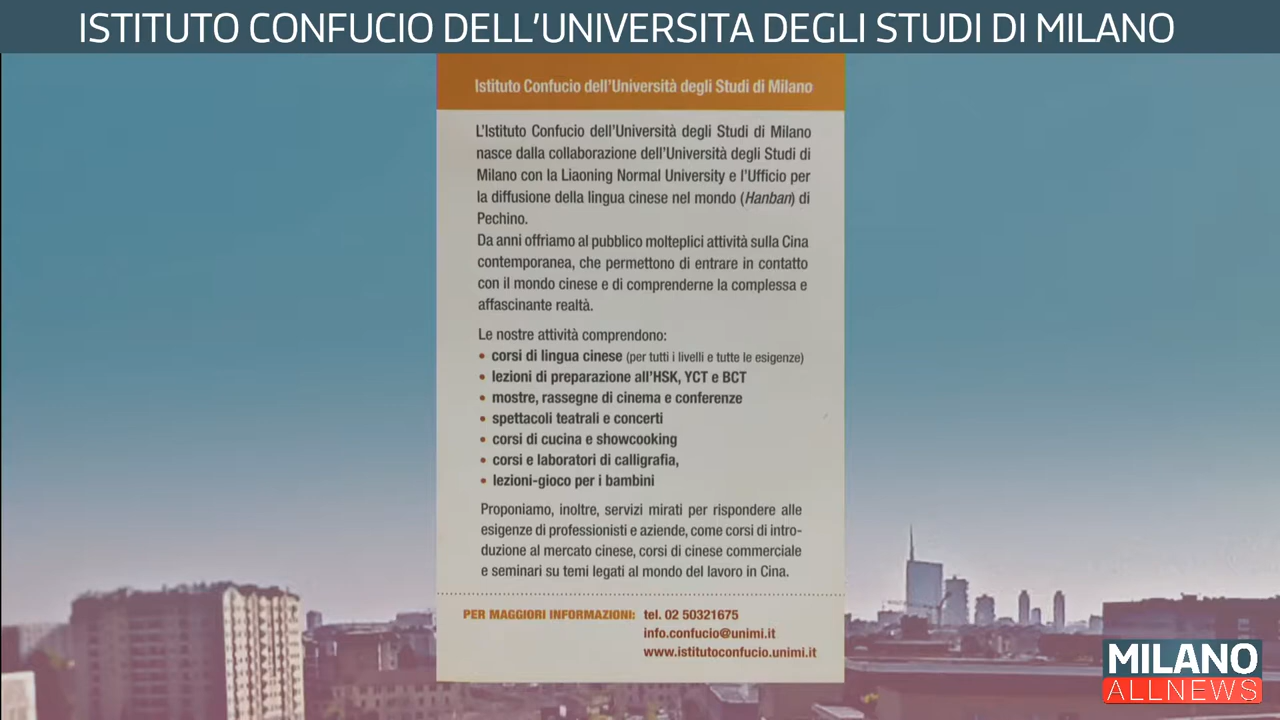 ISTITUTO CONFUCIO DELL'UNIVERSITA DEGLI STUDI DI MILANO
Istituto Confucio dell'Università degli Studi di Milano
L'Istituto Confucio dell'Università degli Studi di Milano
nasce dalla collaborazione dell'Università degli Studi di
Milano con la Liaoning Normal University e l'Ufficio per
la diffusione della lingua cinese nel mondo (Hanban) di
Pechino.
Da anni offriamo al pubblico molteplici attività sulla Cina
contemporanea, che permettono di entrare in contatto
con il mondo cinese e di comprenderne la complessa e
affascinante realtà.
Le nostre attività comprendono:
• corsi di lingua cinese (per tutti i livelli e tutte le esigenze)
• lezioni di preparazione all'HSK, YCT e BCT
• mostre, rassegne di cinema e conferenze
• spettacoli teatrali e concerti
• corsi di cucina e showcooking
• corsi e laboratori di calligrafia,
• lezioni-gioco per i bambini
Proponiamo, inoltre, servizi mirati per rispondere alle
esigenze di professionisti e aziende, come corsi di intro-
duzione al mercato cinese, corsi di cinese commerciale
e seminari su temi legati al mondo del lavoro in Cina.
PER MAGGIORI INFORMAZIONI: tel. 02 50321675
info.confucio@unimi.it
www.istitutoconfucio.unimi.it
MILANO
ALLNEWS